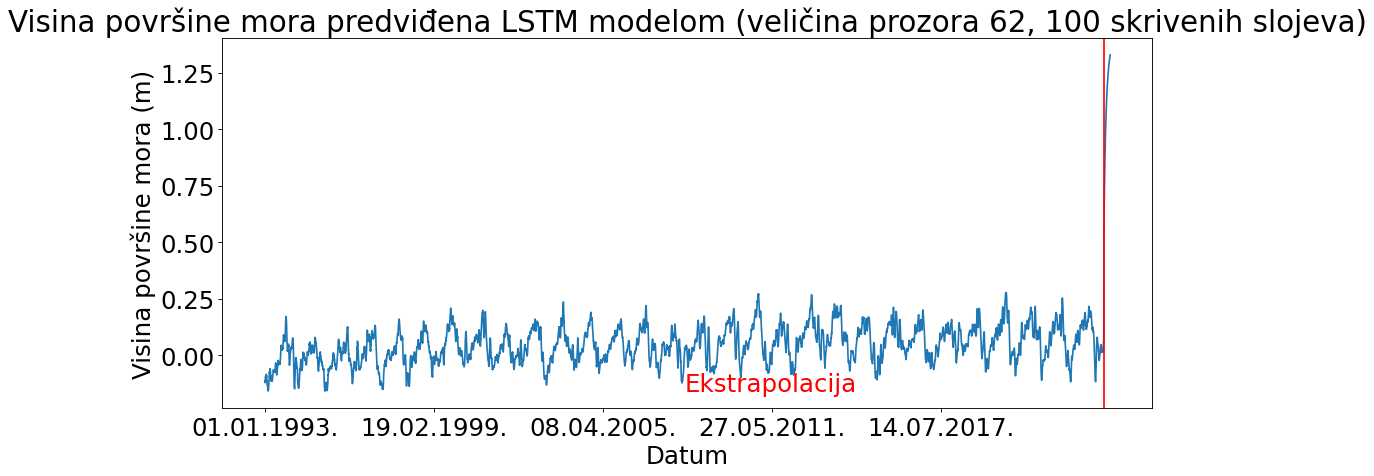 Visina površine mora predviđena LSTM modelom (veličina prozora 62, 100 skrivenih slojeva)
Visina površine mora (m)
1.25
1.00
0.75
0.50
0.25
0.00
Ekstrapolacija
01.01.1993. 19.02.1999. 08.04.2005. 27.05.2011. 14.07.2017.
Datum